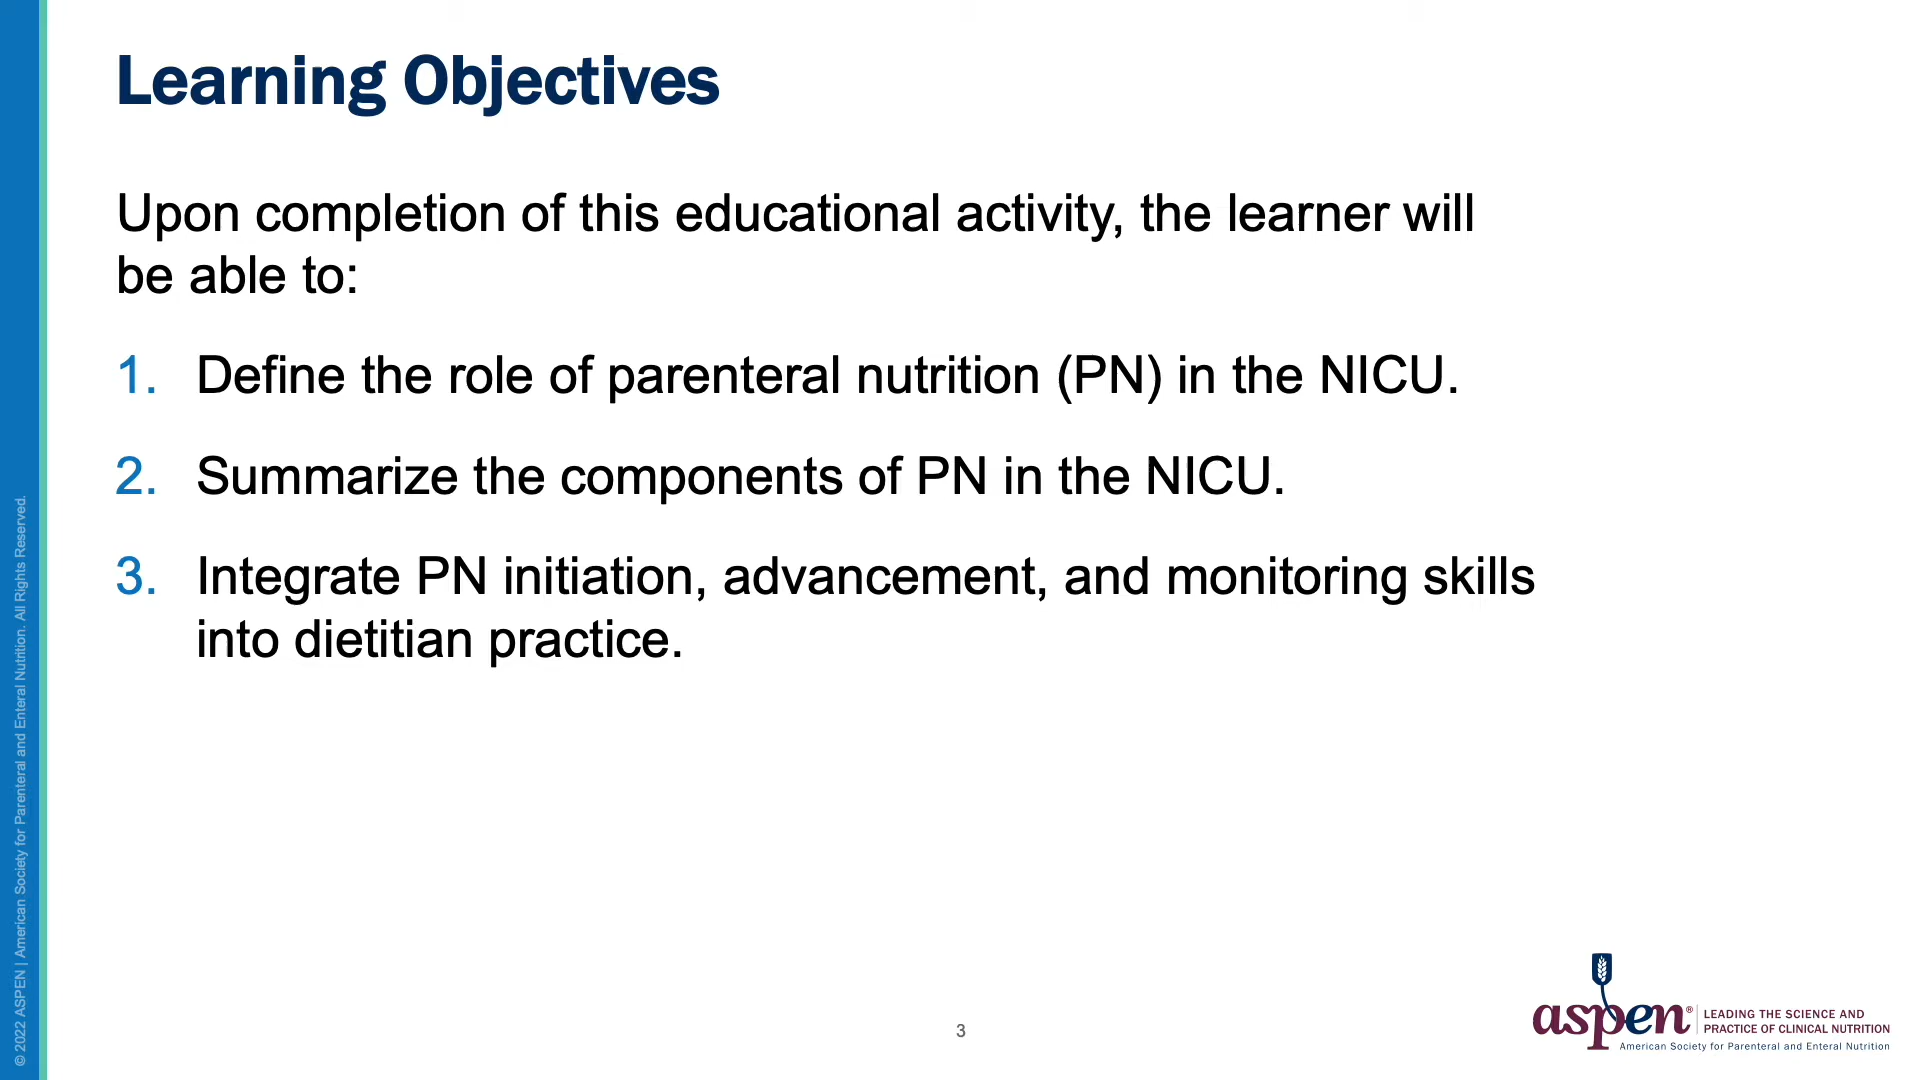 Learning Objectives
Upon completion of this educational activity, the learner will
be able to:
1. Define the role of parenteral nutrition (PN) in the NICU.
2. Summarize the components of PN in the NICU.
3. Integrate PN initiation, advancement, and monitoring skills
into dietitian practice.
© 2022 ASPEN | American Society for Parenteral and Enteral Nutrition. All Rights Reserved.
3
aspen®
LEADING THE SCIENCE AND
PRACTICE OF CLINICAL NUTRITION
American Society for Parenteral and Enteral Nutrition